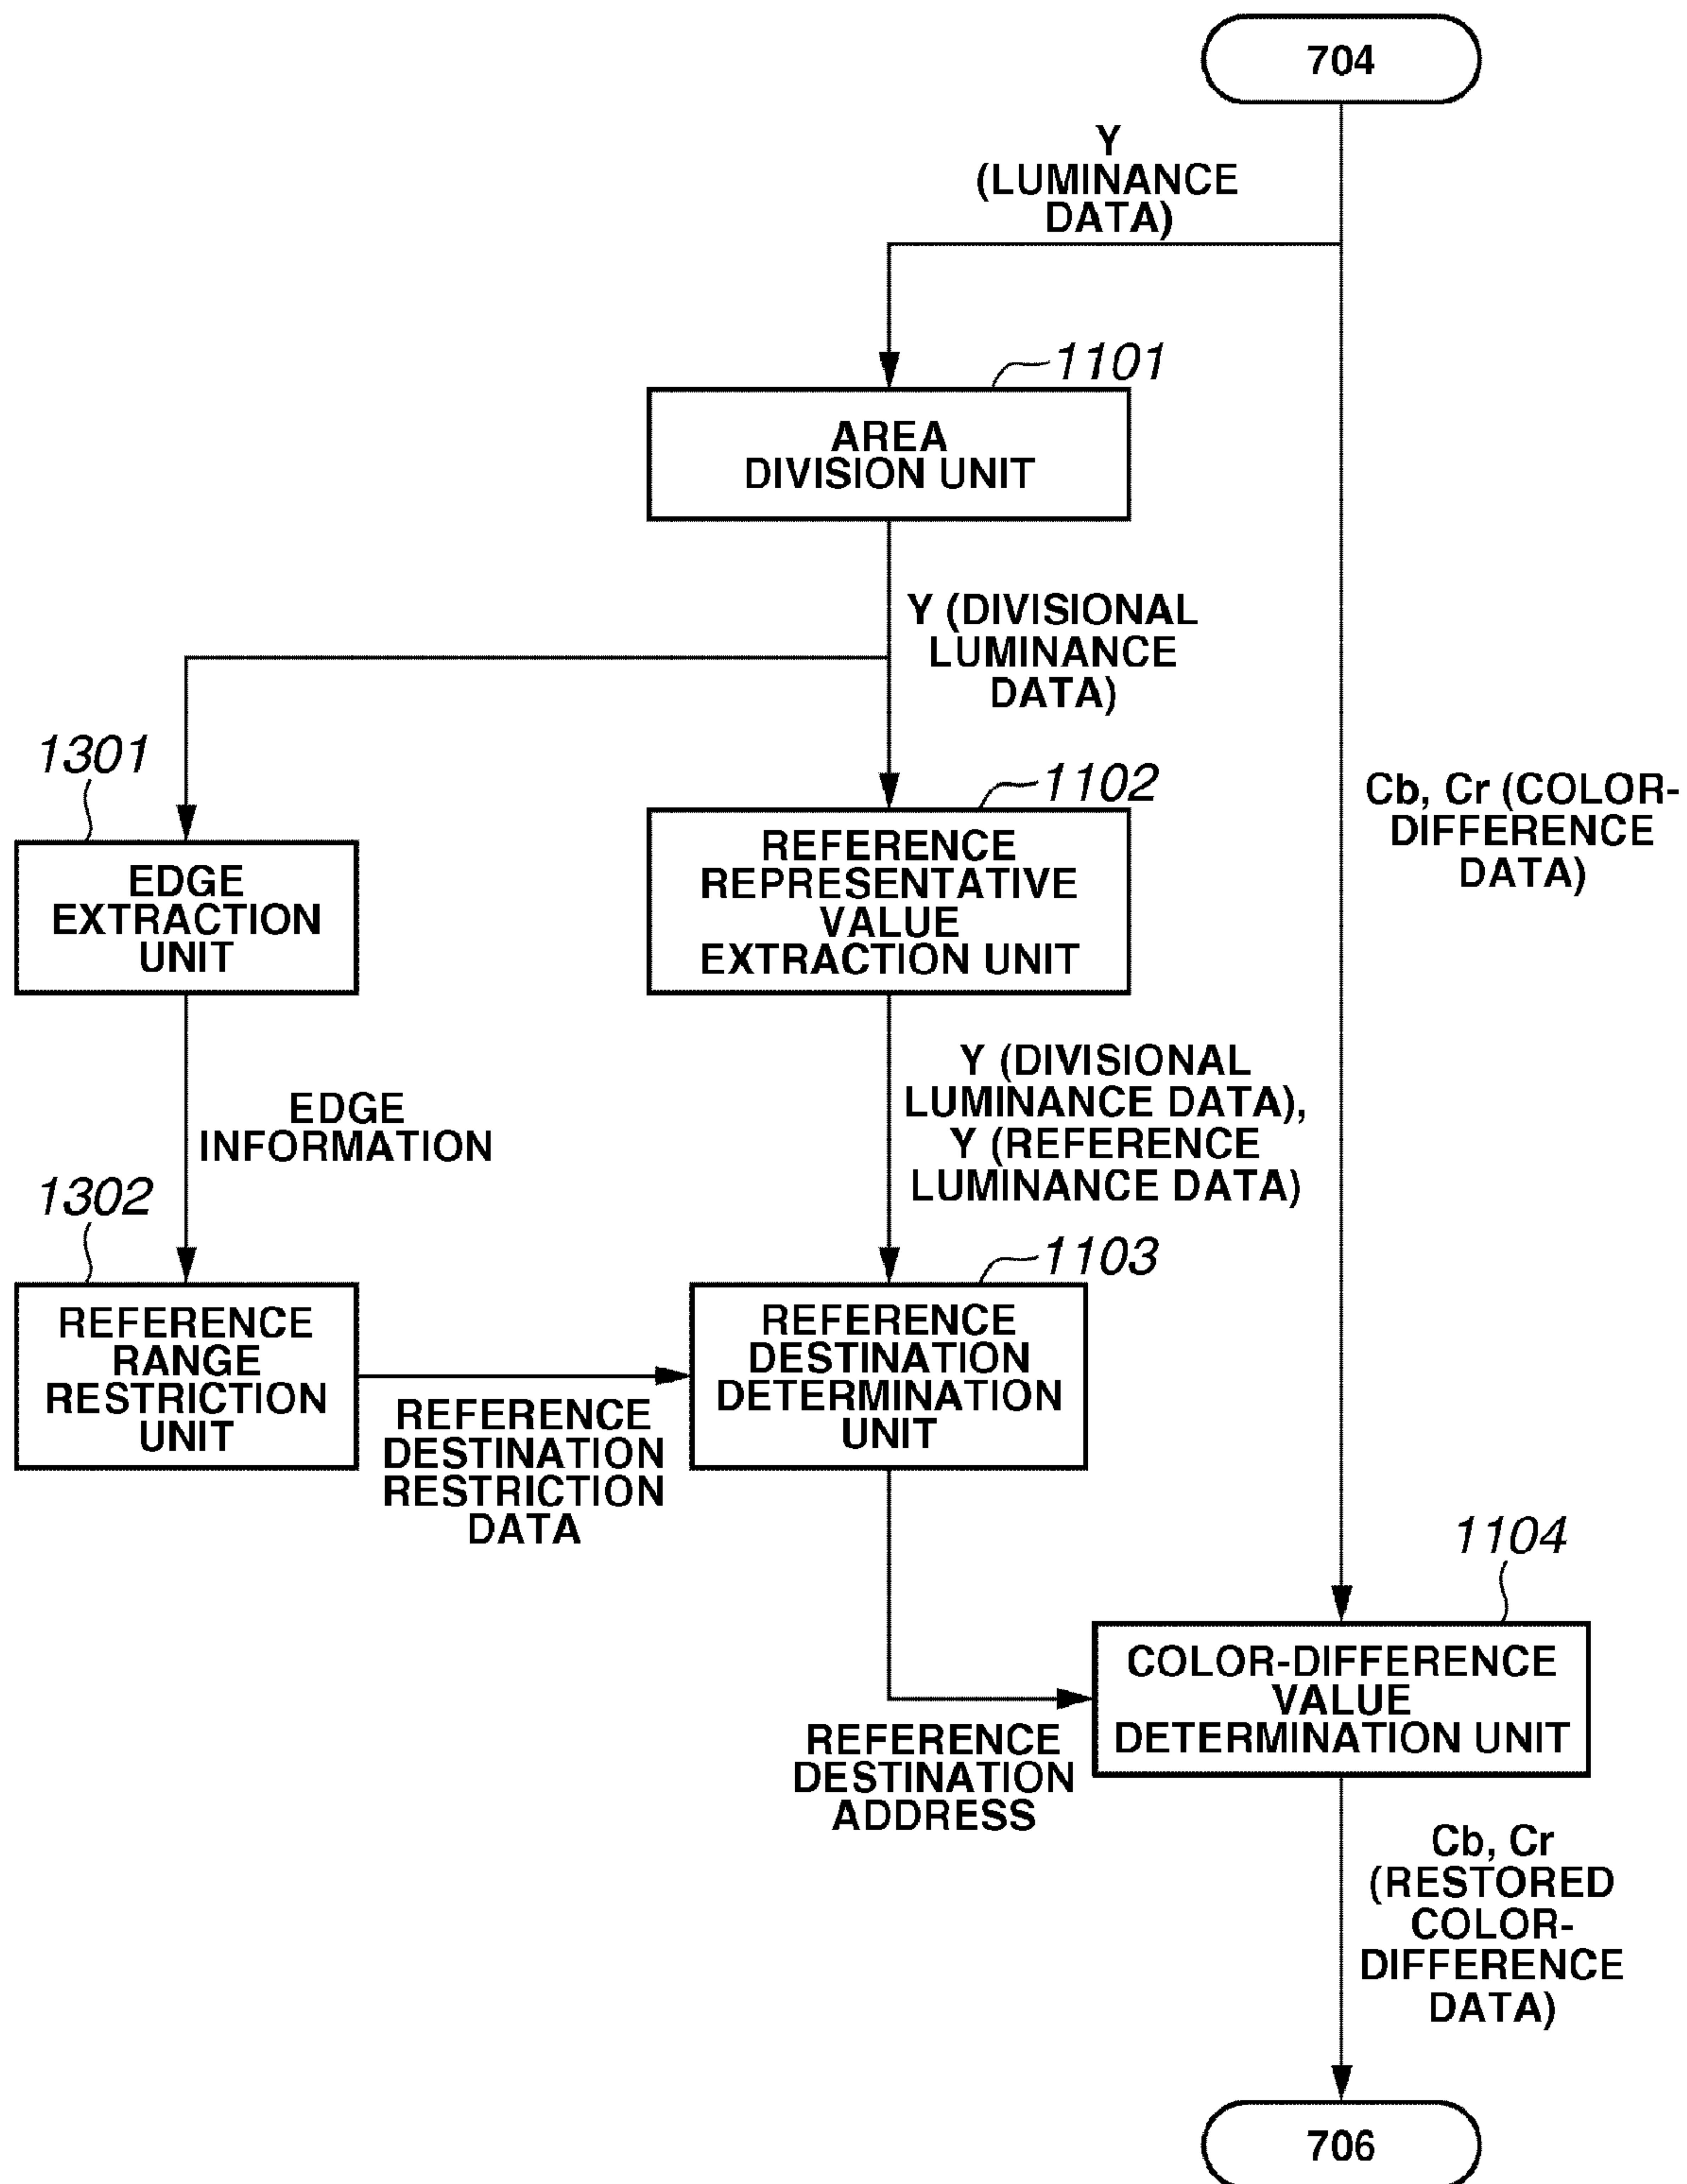 704
Y
(LUMINANCE
DATA)
1101
AREA
DIVISION UNIT
Y (DIVISIONAL
LUMINANCE
DATA)
1301
1102
Cb, Cr (COLOR-
DIFFERENCE
DATA)
EDGE
EXTRACTION
UNIT
REFERENCE
REPRESENTATIVE
VALUE
EXTRACTION UNIT
EDGE
INFORMATION
Y (DIVISIONAL
LUMINANCE DATA),
Y (REFERENCE
LUMINANCE DATA)
1302
1103
REFERENCE
RANGE
RESTRICTION
UNIT
REFERENCE
DESTINATION
RESTRICTION
DATA
REFERENCE
DESTINATION
DETERMINATION
UNIT
1104
COLOR-DIFFERENCE
VALUE
DETERMINATION UNIT
REFERENCE
DESTINATION
ADDRESS
Cb, Cr
(RESTORED
COLOR-
DIFFERENCE
DATA)
706